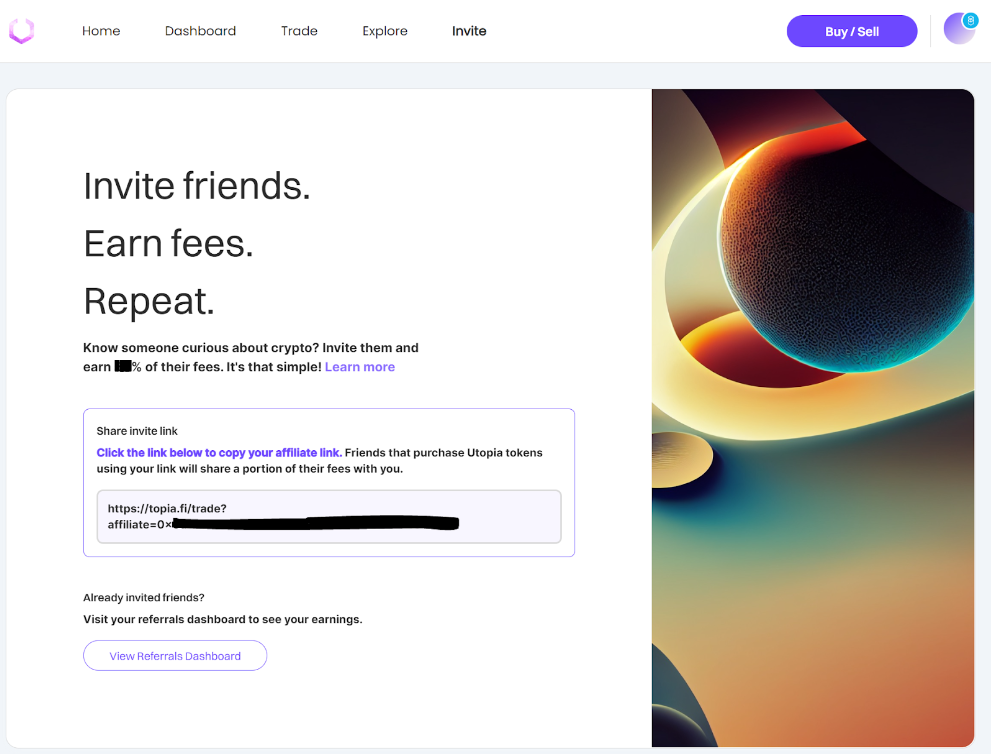 Home Dashboard Trade Explore Invite Buy / Sell
Invite friends.
Earn fees.
Repeat.
Know someone curious about crypto? Invite them and
earn % of their fees. It's that simple! Learn more
Share invite link
Click the link below to copy your affiliate link. Friends that purchase Utopia tokens
using your link will share a portion of their fees with you.
https://topia.fi/trade?
affiliate=0x
Already invited friends?
Visit your referrals dashboard to see your earnings.
View Referrals Dashboard